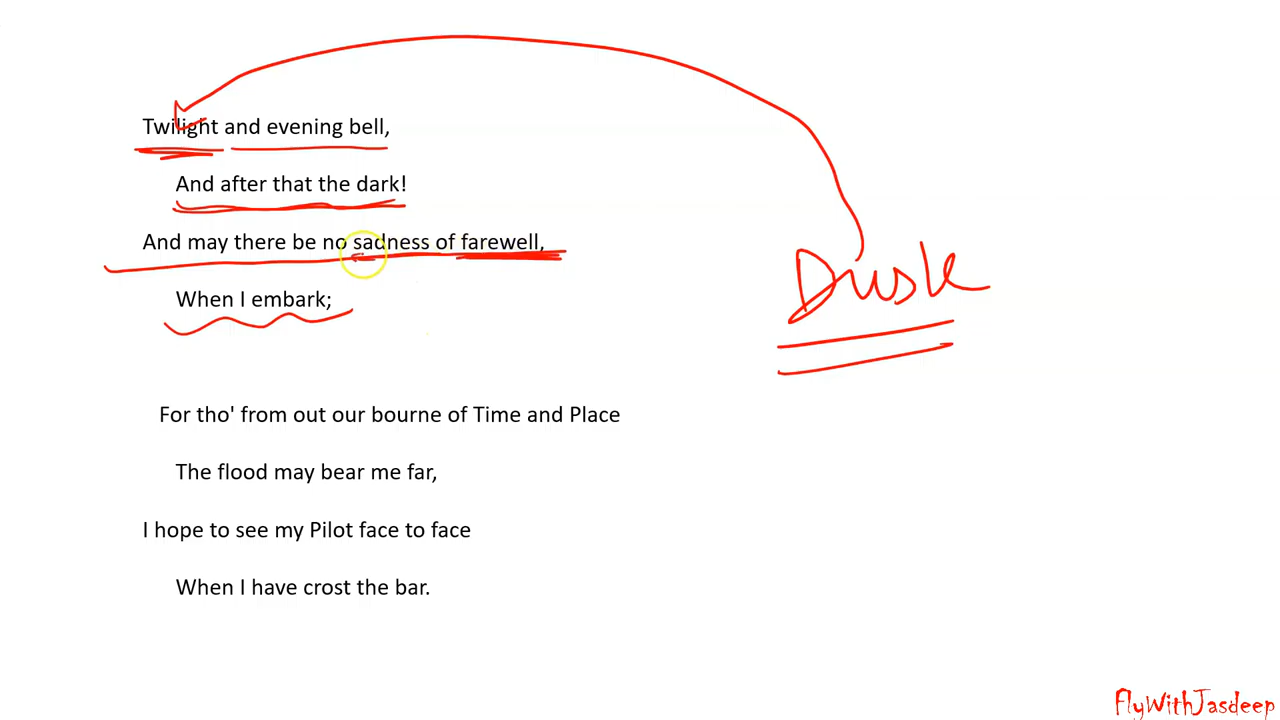 Twilight and evening bell,
And after that the dark!
And may there be no sadness of farewell,
When I embark;
Dusk
For tho' from out our bourne of Time and Place
The flood may bear me far,
I hope to see my Pilot face to face
When I have crost the bar.
FlyWithJasdeep